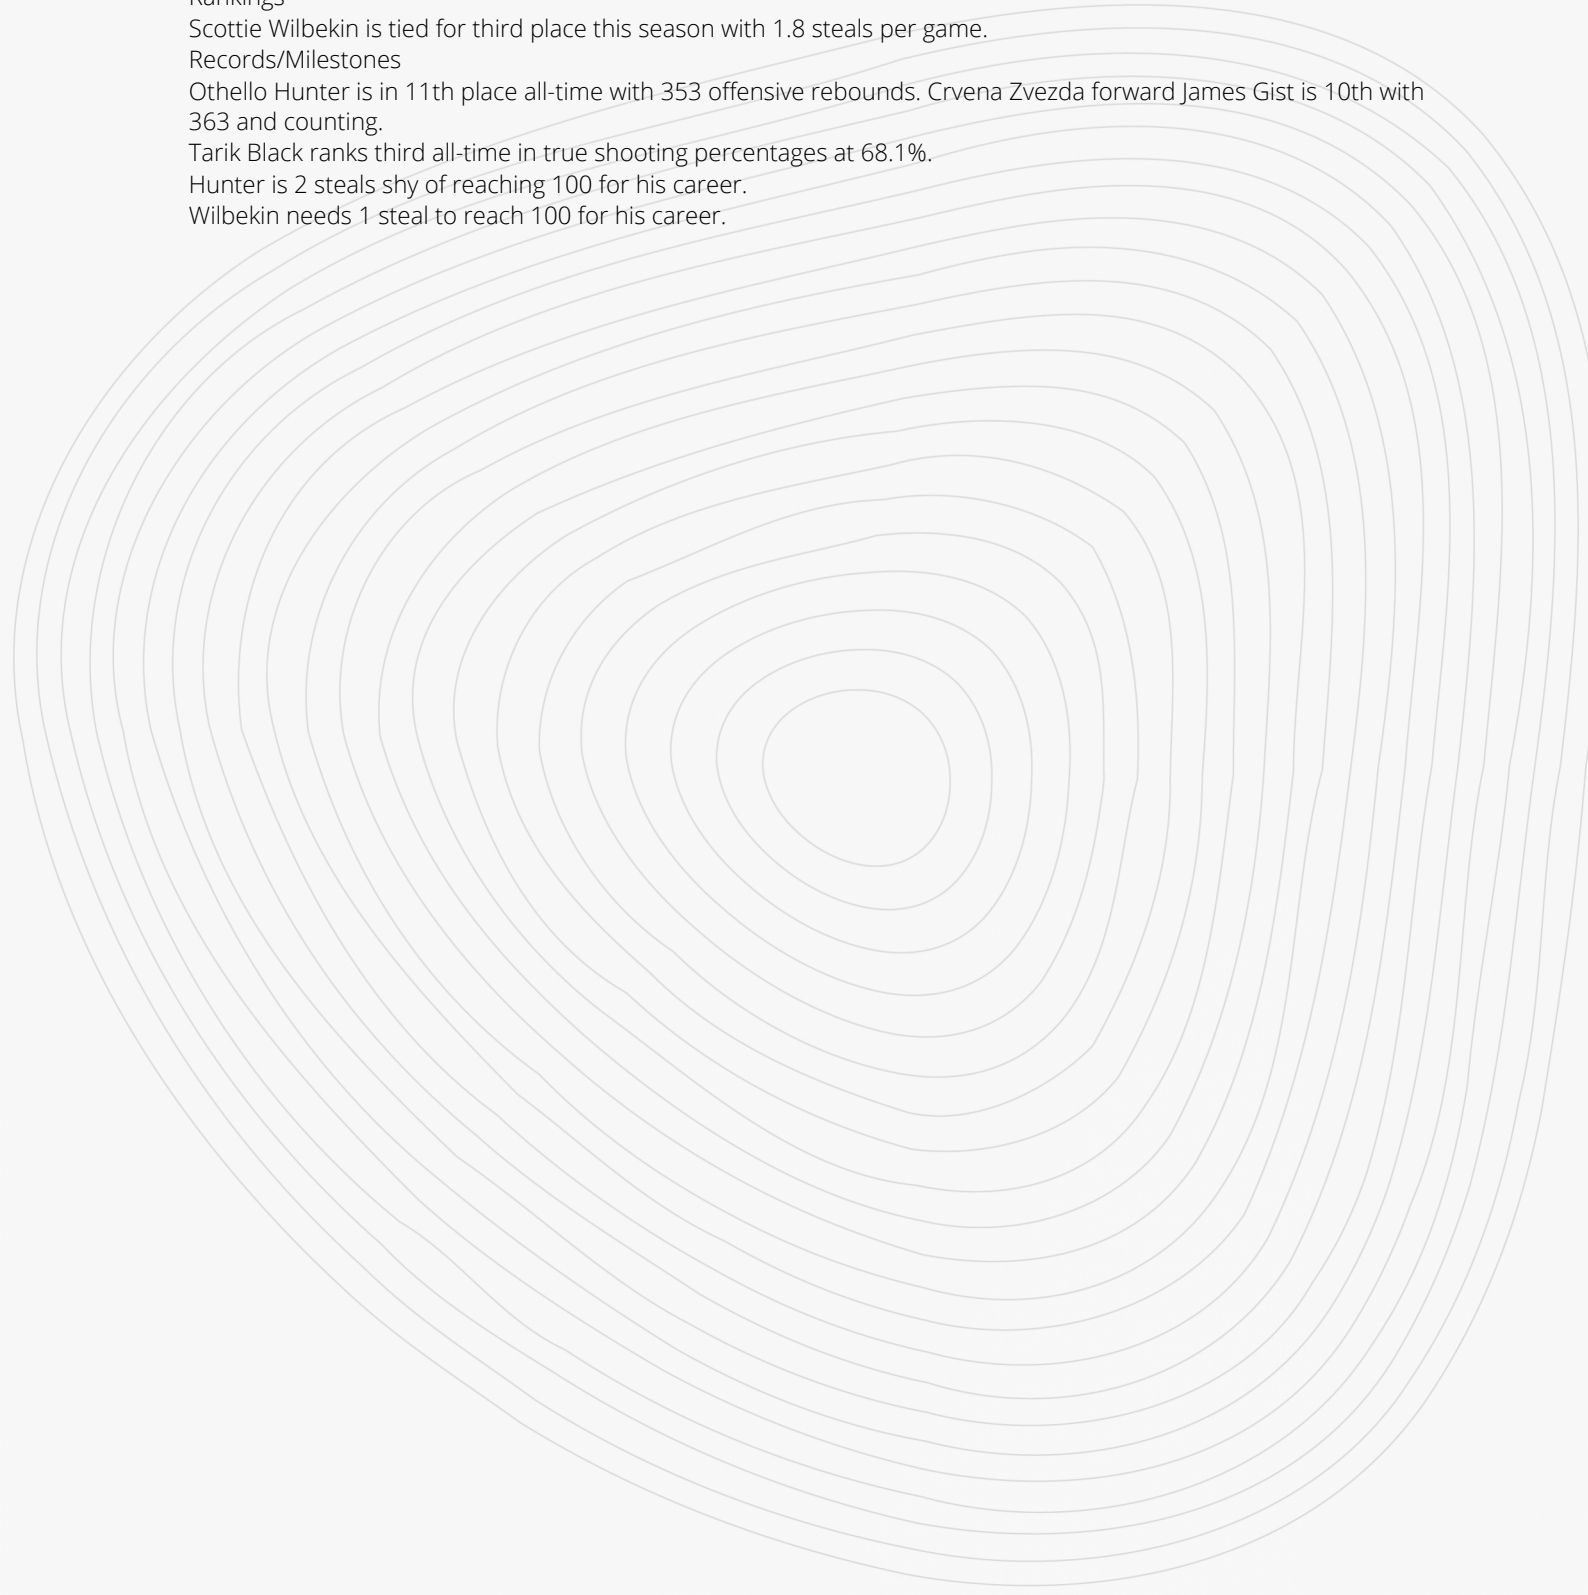 Rankings
Scottie Wilbekin is tied for third place this season with 1.8 steals per game.
Records/Milestones
Othello Hunter is in 11th place all-time with 353 offensive rebounds. Crvena Zvezda forward James Gist is 10th with
363 and counting.
Tarik Black ranks third all-time in true shooting percentages at 68.1%.
Hunter is 2 steals shy of reaching 100 for his career.
Wilbekin needs 1 steal to reach 100 for his career.